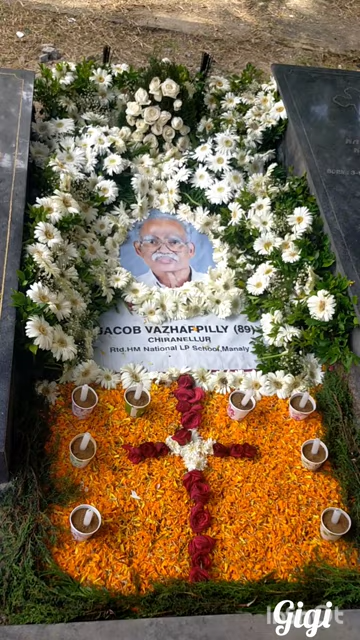 JACOB VAZHAPPILLY (89)
CHIRANELLUR
Rtd.HM National LP School,Manaly
Gigi